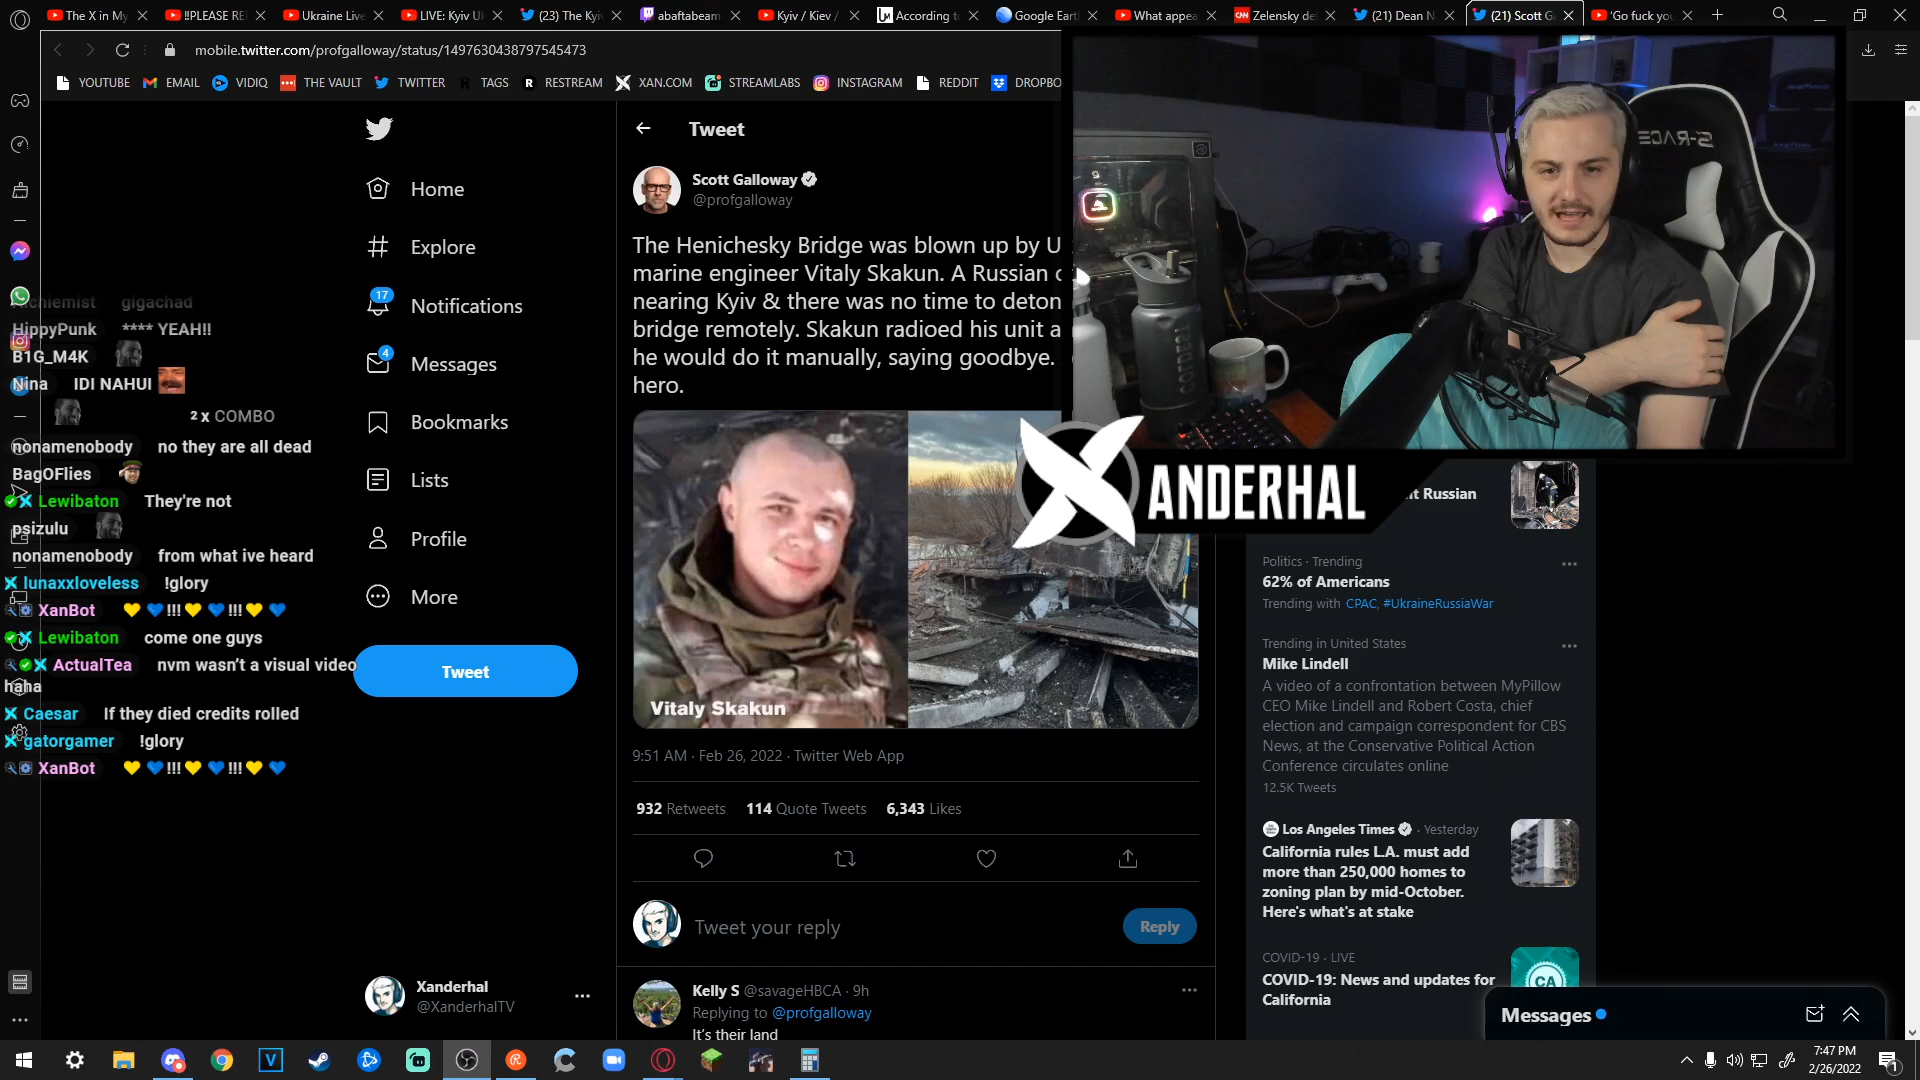 The X in My
!!PLEASE RE
Ukraine Live
LIVE: Kyiv U
(23) The Kyi
abaftabeam
Kyiv / Kiev /
According to
Google Eart
What appea
Zelensky de
(21) Dean N
(21) Scott G
'Go fuck you
mobile.twitter.com/profgalloway/status/1497630438797545473
YOUTUBE
EMAIL
VIDIQ
THE VAULT
TWITTER
TAGS
RESTREAM
XAN.COM
STREAMLABS
INSTAGRAM
REDDIT
DROPBO
Home
Explore
17
Notifications
4
Messages
Bookmarks
Lists
Profile
More
Tweet
Xanderhal
@XanderhalTV
gigachad
HippyPunk **** YEAH!!
B1G_M4K
Nina IDI NAHUI
2 x COMBO
nonamenobody no they are all dead
BagOFlies
Lewibaton They're not
psizulu
nonamenobody from what ive heard
lunaxxloveless !glory
XanBot 💛 💙 !!! 💛 💙 !!! 💛 💙
Lewibaton come one guys
ActualTea nvm wasn't a visual video
haha
Caesar If they died credits rolled
gatorgamer !glory
XanBot 💛 💙 !!! 💛 💙 !!! 💛 💙
Tweet
Scott Galloway
@profgalloway
The Henichesky Bridge was blown up by U
marine engineer Vitaly Skakun. A Russian
nearing Kyiv & there was no time to deton
bridge remotely. Skakun radioed his unit a
he would do it manually, saying goodbye.
hero.
Vitaly Skakun
9:51 AM · Feb 26, 2022 · Twitter Web App
932 Retweets 114 Quote Tweets 6,343 Likes
Tweet your reply
Reply
Kelly S @savageHBCA · 9h
Replying to @profgalloway
It's their land
S-RACE
XANDERHAL
t Russian
Politics · Trending
62% of Americans
Trending with CPAC, #UkraineRussiaWar
Trending in United States
Mike Lindell
A video of a confrontation between MyPillow
CEO Mike Lindell and Robert Costa, chief
election and campaign correspondent for CBS
News, at the Conservative Political Action
Conference circulates online
12.5K Tweets
Los Angeles Times · Yesterday
California rules L.A. must add
more than 250,000 homes to
zoning plan by mid-October.
Here's what's at stake
COVID-19 · LIVE
COVID-19: News and updates for
California
CA
Messages
7:47 PM
2/26/2022
1